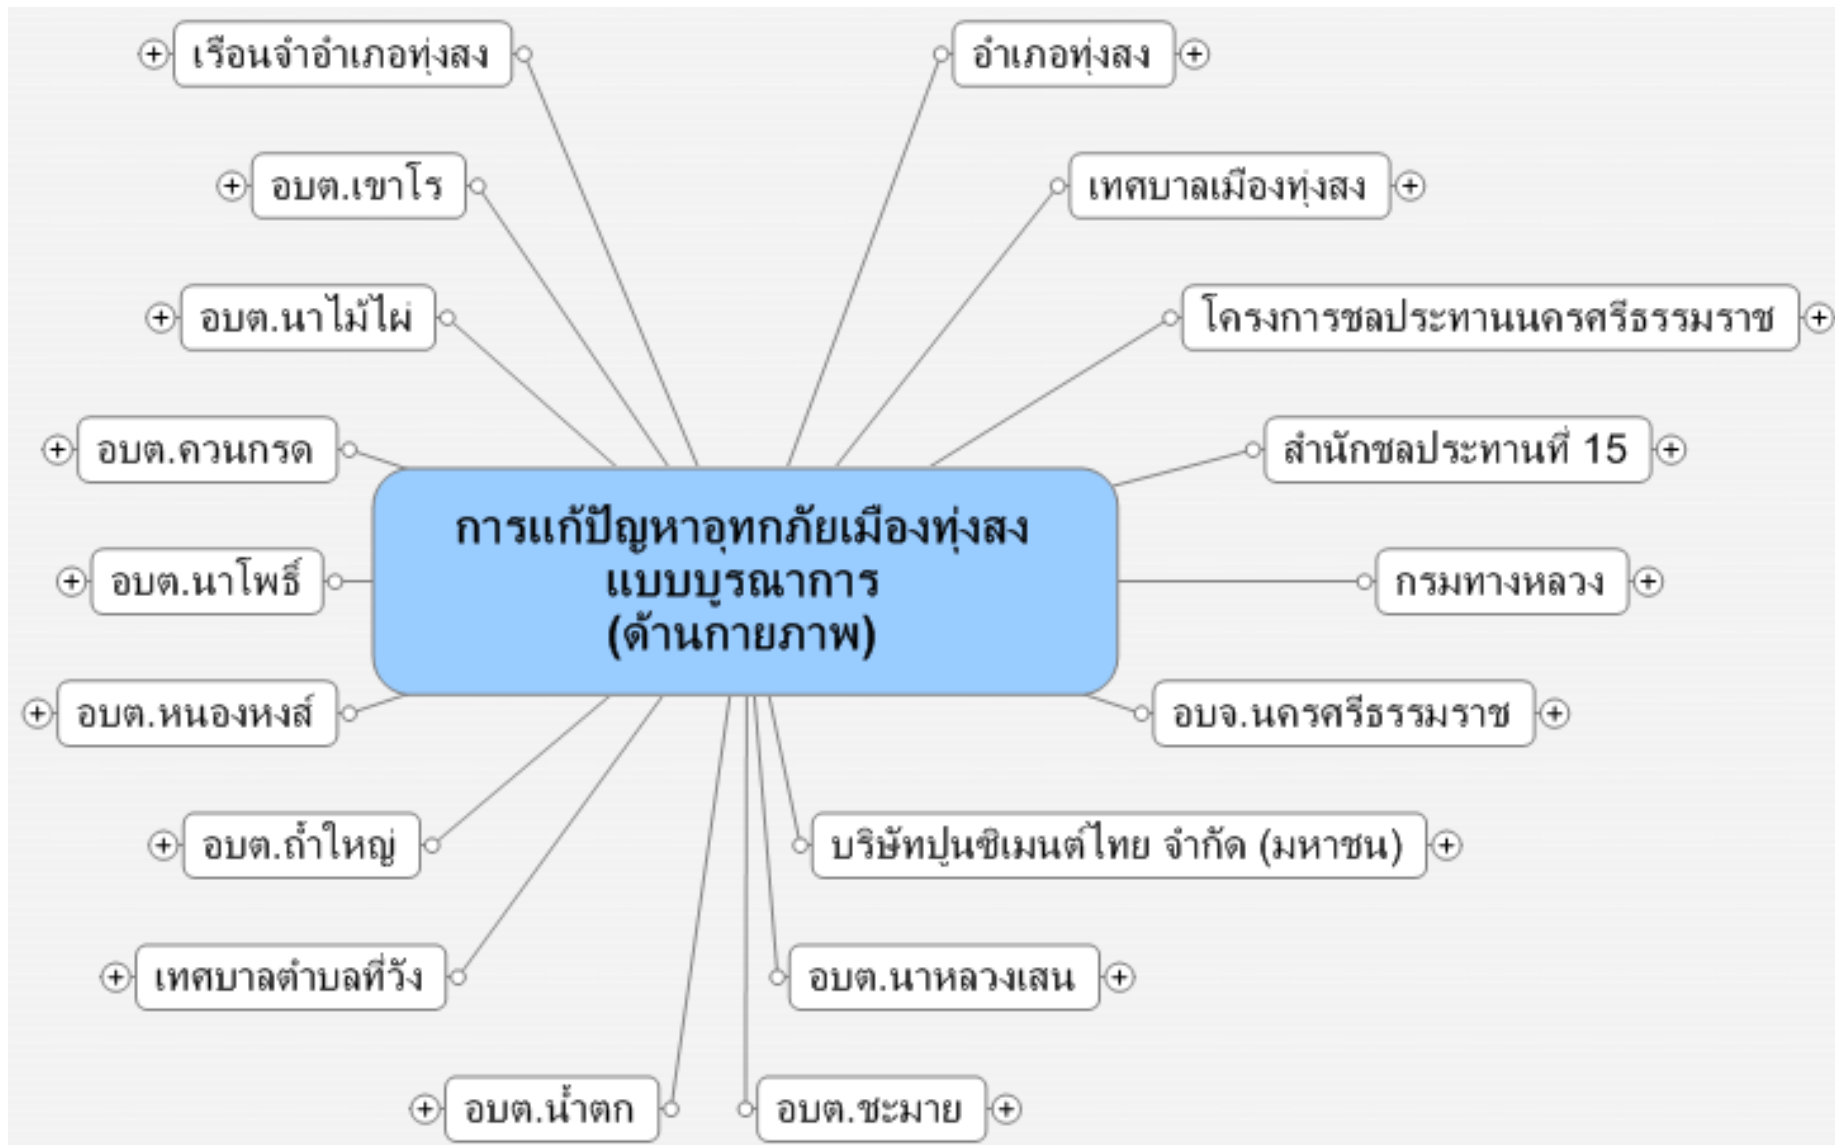 เรือนจำอำเภอทุ่งสง
อำเภอทุ่งสง
อบต.เขาโร
เทศบาลเมืองทุ่งสง
อบต.นาไม้ไผ่
โครงการชลประทานนครศรีธรรมราช
อบต.ควนกรด
สำนักชลประทานที่ 15
การแก้ปัญหาอุทกภัยเมืองทุ่งสง
แบบบูรณาการ
(ด้านกายภาพ)
อบต.นาโพธิ์
กรมทางหลวง
อบต.หนองหงส์
อบจ.นครศรีธรรมราช
อบต.ถ้ำใหญ่
บริษัทปูนซิเมนต์ไทย จำกัด (มหาชน)
เทศบาลตำบลที่วัง
อบต.นาหลวงเสน
อบต.น้ำตก
อบต.ชะมาย